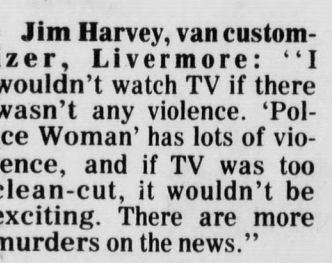 Jim Harvey, van custom-
izer, Livermore: “I
wouldn’t watch TV if there
wasn’t any violence. ‘Pol-
ice Woman’ has lots of vio-
lence, and if TV was too
clean-cut, it wouldn’t be
exciting. There are more
murders on the news.”